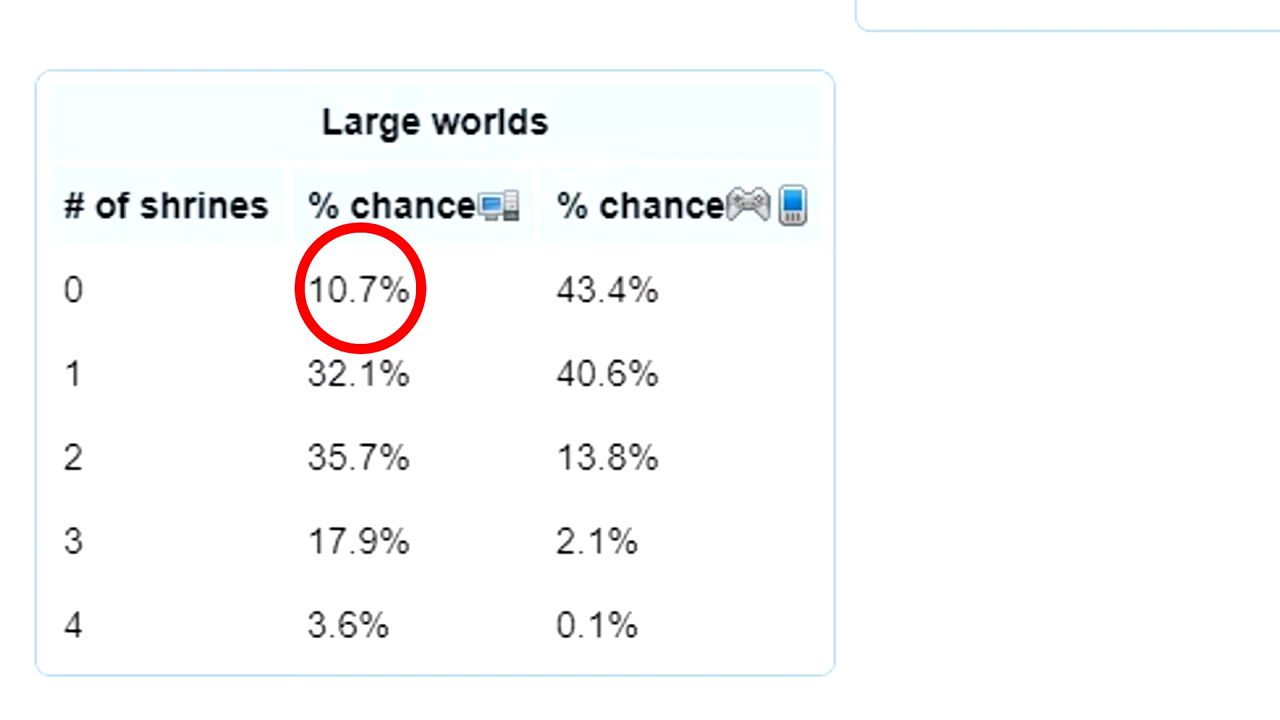 Large worlds
# of shrines % chance % chance
0 10.7% 43.4%
1 32.1% 40.6%
2 35.7% 13.8%
3 17.9% 2.1%
4 3.6% 0.1%